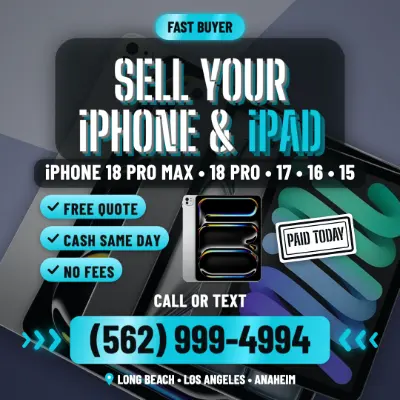 FAST BUYER
SELL YOUR
iPHONE & iPAD
iPHONE 18 PRO MAX • 18 PRO • 17 • 16 • 15
FREE QUOTE
CASH SAME DAY
NO FEES
PAID TODAY
CALL OR TEXT
(562) 999-4994
LONG BEACH • LOS ANGELES • ANAHEIM